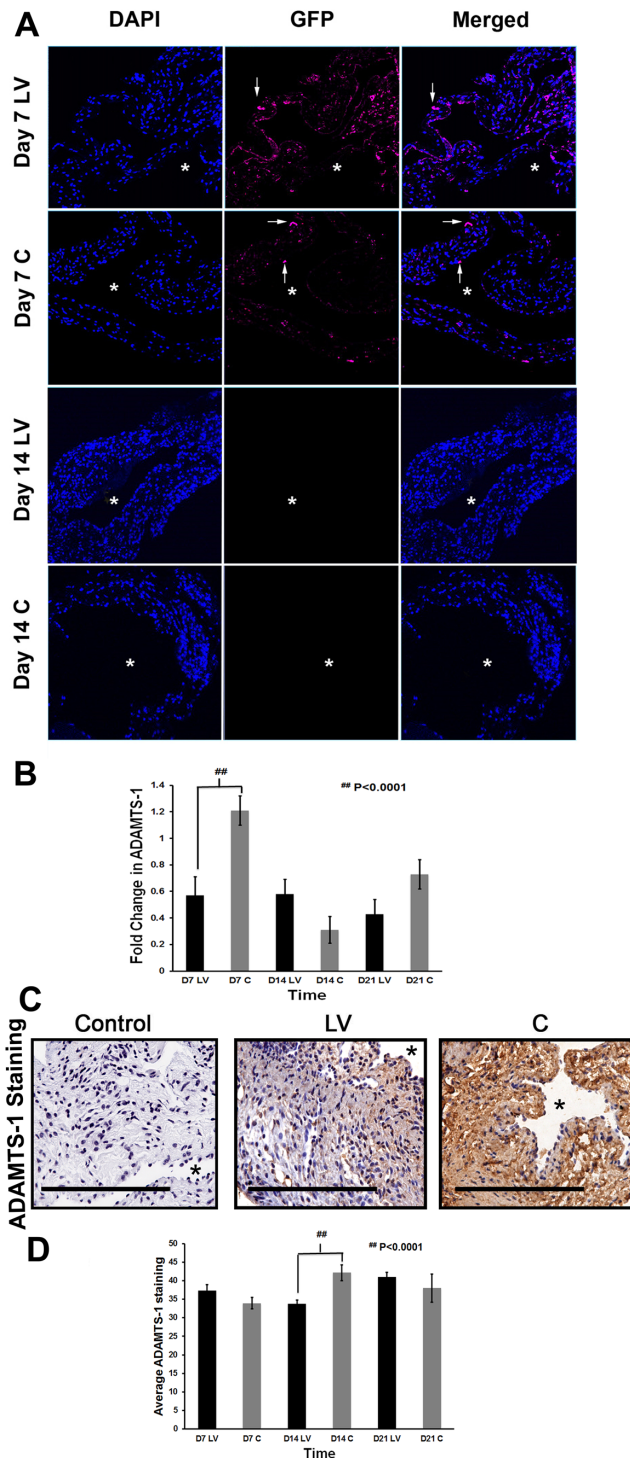 A
DAPI GFP Merged
Day 7 LV
* * *
Day 7 C
* * *
Day 14 LV
* * *
Day 14 C
* * *
B
##
## P<0.0001
Fold Change in ADAMTS-1
1.4
1.2
1
0.8
0.6
0.4
0.2
0
D7 LV D7 C D14 LV D14 C D21 LV D21 C
Time
C
Control LV C
ADAMTS-1 Staining
* * *
D
##
## P<0.0001
Average ADAMTS-1 staining
50
45
40
35
30
25
20
15
10
5
0
D7 LV D7 C D14 LV D14 C D21 LV D21 C
Time